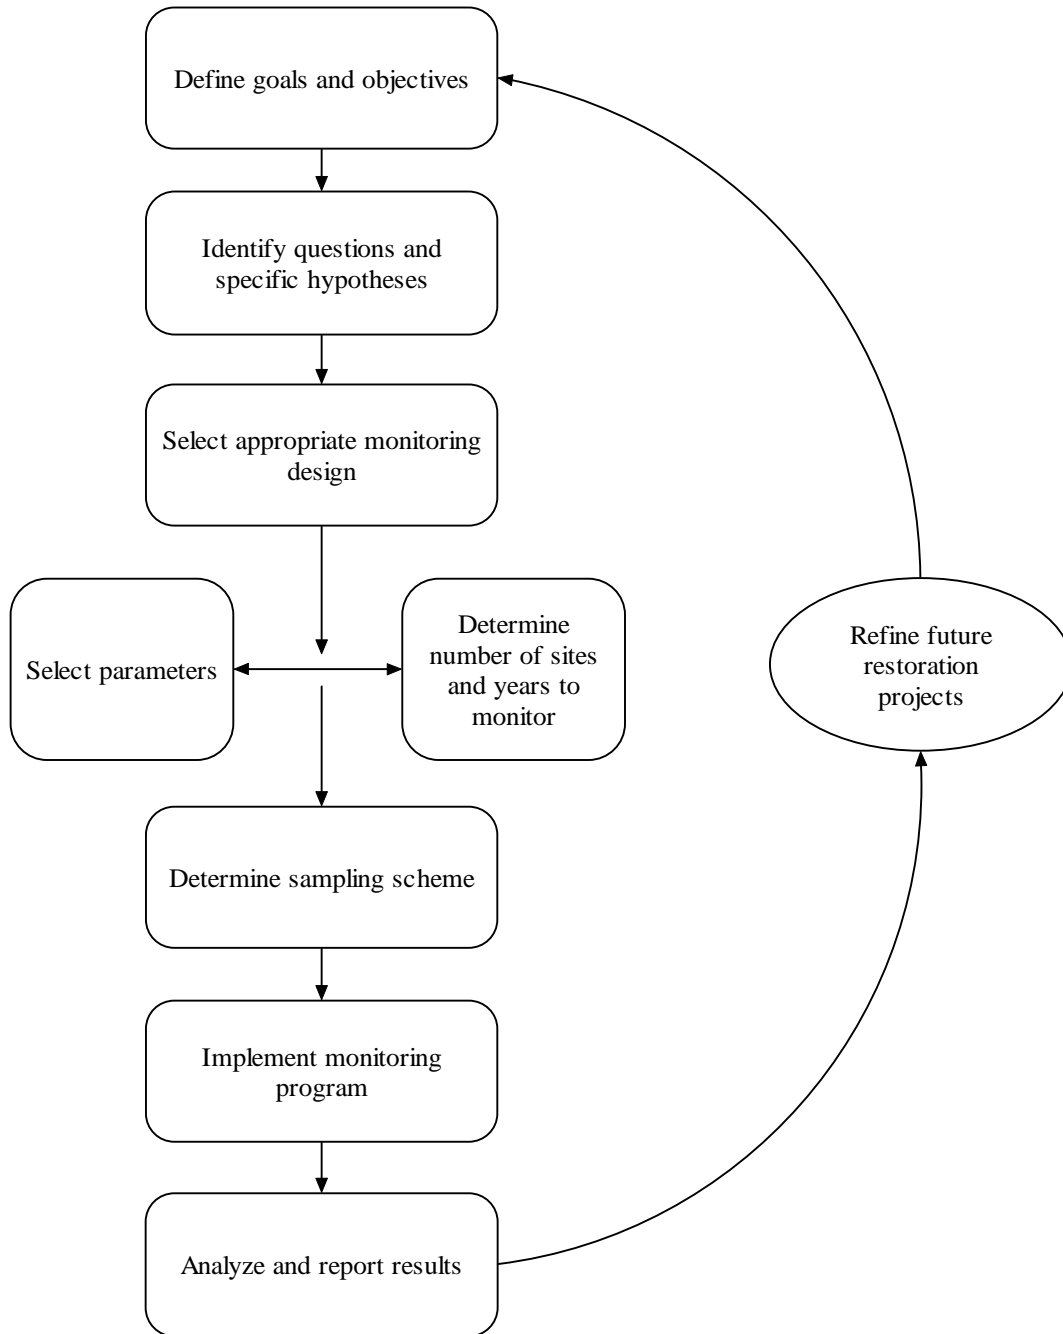 Define goals and objectives
Identify questions and
specific hypotheses
Select appropriate monitoring
design
Select parameters
Determine
number of sites
and years to
monitor
Refine future
restoration
projects
Determine sampling scheme
Implement monitoring
program
Analyze and report results